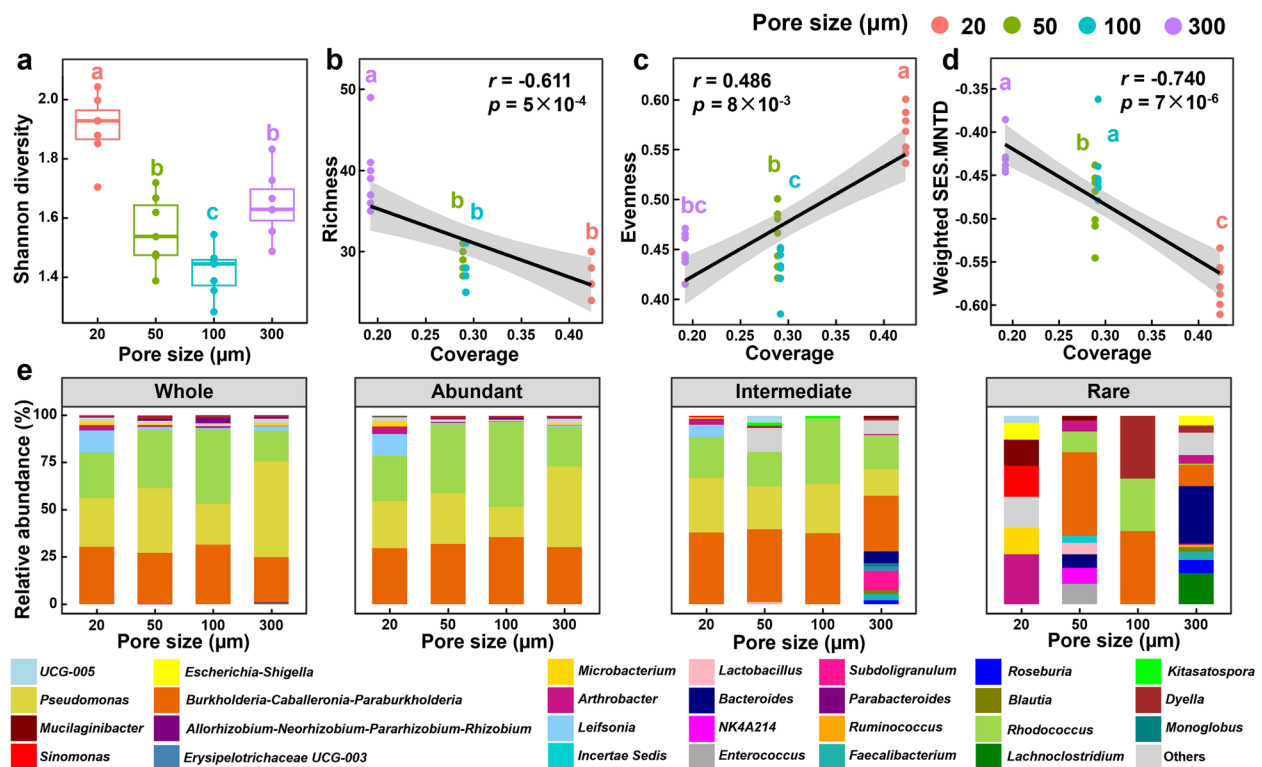 Pore size (μm) 20 50 100 300
a
b
c
d
Shannon diversity
2.0
1.8
1.6
1.4
a
b
c
b
20 50 100 300
Pore size (μm)
Richness
50
40
30
a
b
b
b
r = -0.611
p = 5×10-4
0.20 0.25 0.30 0.35 0.40
Coverage
Evenness
0.60
0.55
0.50
0.45
0.40
r = 0.486
p = 8×10-3
bc
b
c
a
0.20 0.25 0.30 0.35 0.40
Coverage
Weighted SES.MNTD
-0.35
-0.40
-0.45
-0.50
-0.55
-0.60
r = -0.740
p = 7×10-6
a
b
a
c
0.20 0.25 0.30 0.35 0.40
Coverage
e
Relative abundance (%)
100
75
50
25
0
Whole
20 50 100 300
Pore size (μm)
Abundant
20 50 100 300
Pore size (μm)
Intermediate
20 50 100 300
Pore size (μm)
Rare
20 50 100 300
Pore size (μm)
UCG-005
Pseudomonas
Mucilaginibacter
Sinomonas
Escherichia-Shigella
Burkholderia-Caballeronia-Paraburkholderia
Allorhizobium-Neorhizobium-Pararhizobium-Rhizobium
Erysipelotrichaceae UCG-003
Microbacterium
Arthrobacter
Leifsonia
Incertae Sedis
Lactobacillus
Bacteroides
NK4A214
Enterococcus
Subdoligranulum
Parabacteroides
Ruminococcus
Faecalibacterium
Roseburia
Blautia
Rhodococcus
Lachnoclostridium
Kitasatospora
Dyella
Monoglobus
Others